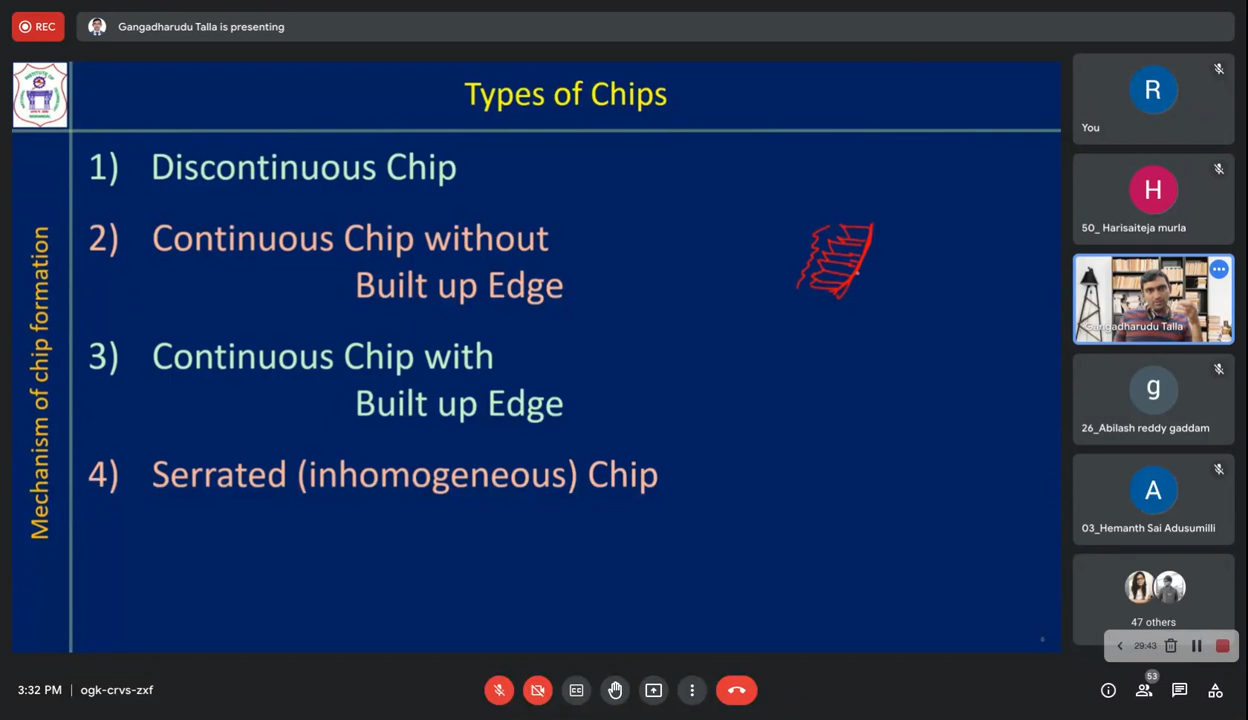 REC
Gangadharudu Talla is presenting
Types of Chips
Mechanism of chip formation
1) Discontinuous Chip
2) Continuous Chip without
Built up Edge
3) Continuous Chip with
Built up Edge
4) Serrated (inhomogeneous) Chip
6
R
You
H
50_ Harisaiteja murla
Gangadharudu Talla
g
26_Abilash reddy gaddam
A
03_Hemanth Sai Adusumilli
47 others
29:43
3:32 PM | ogk-crvs-zxf
CC
53